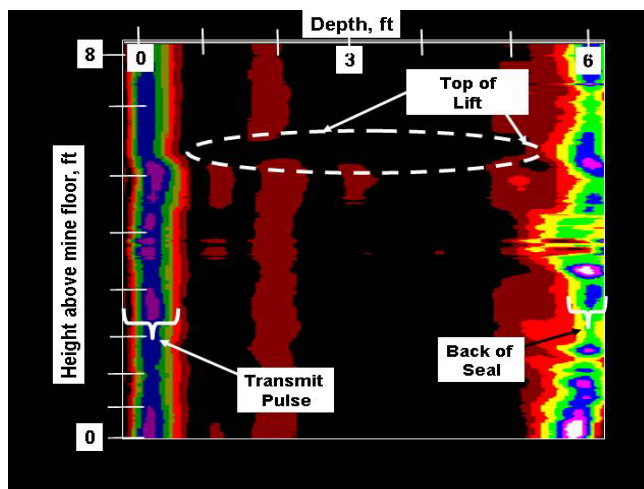 Depth, ft
8
0
3
6
Top of
Lift
Height above mine floor, ft
Transmit
Pulse
Back of
Seal
0